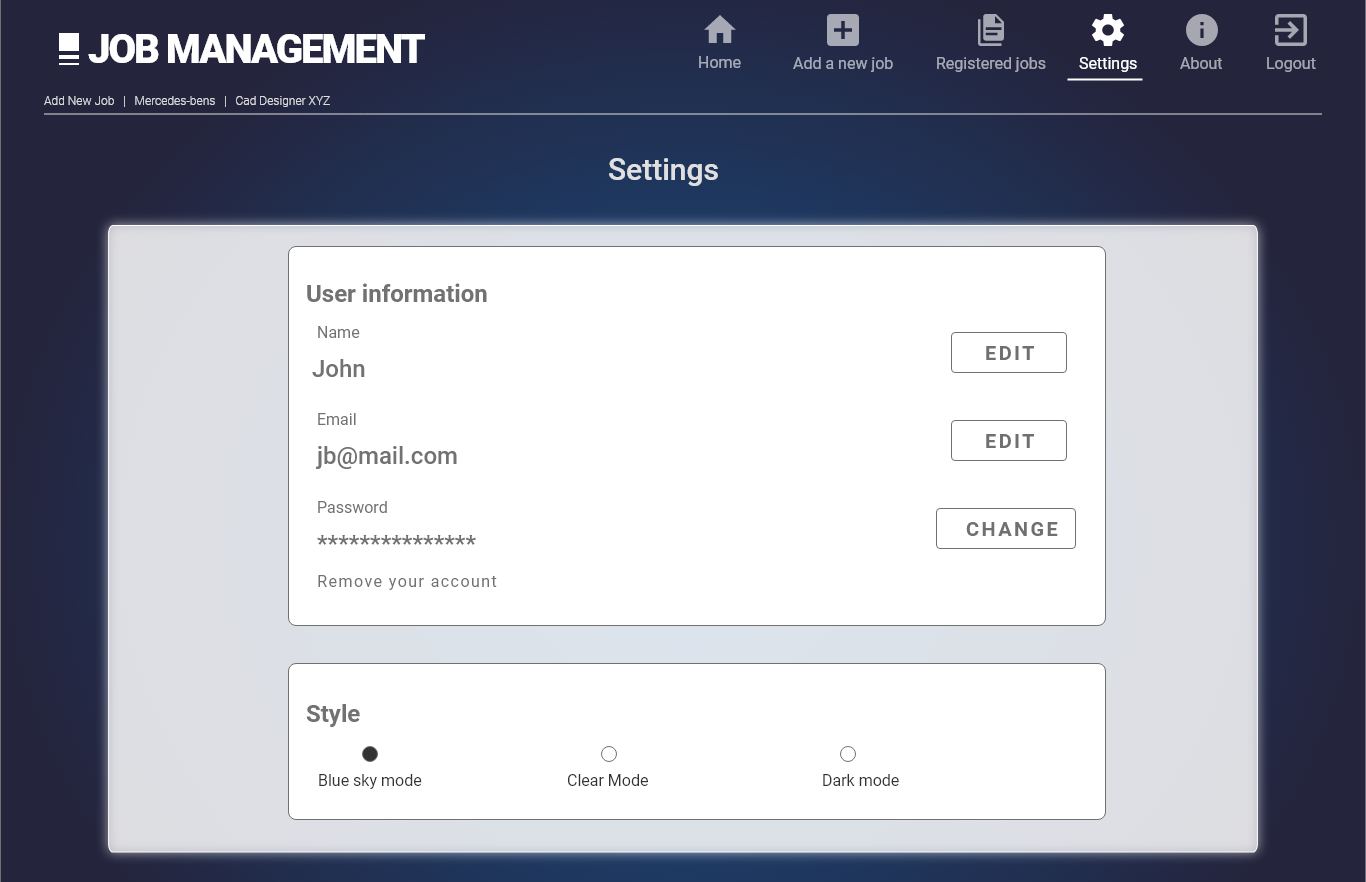 JOB MANAGEMENT
Home
Add a new job
Registered jobs
Settings
About
Logout
Add New Job | Mercedes-bens | Cad Designer XYZ
Settings
User information
Name
John
EDIT
Email
jb@mail.com
EDIT
Password
***************
CHANGE
Remove your account
Style
Blue sky mode
Clear Mode
Dark mode